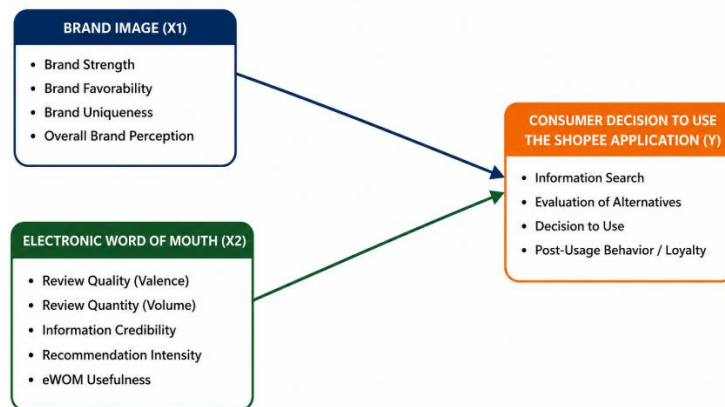 BRAND IMAGE (X1)
• Brand Strength
• Brand Favorability
• Brand Uniqueness
• Overall Brand Perception
ELECTRONIC WORD OF MOUTH (X2)
• Review Quality (Valence)
• Review Quantity (Volume)
• Information Credibility
• Recommendation Intensity
• eWOM Usefulness
CONSUMER DECISION TO USE
THE SHOPEE APPLICATION (Y)
• Information Search
• Evaluation of Alternatives
• Decision to Use
• Post-Usage Behavior / Loyalty